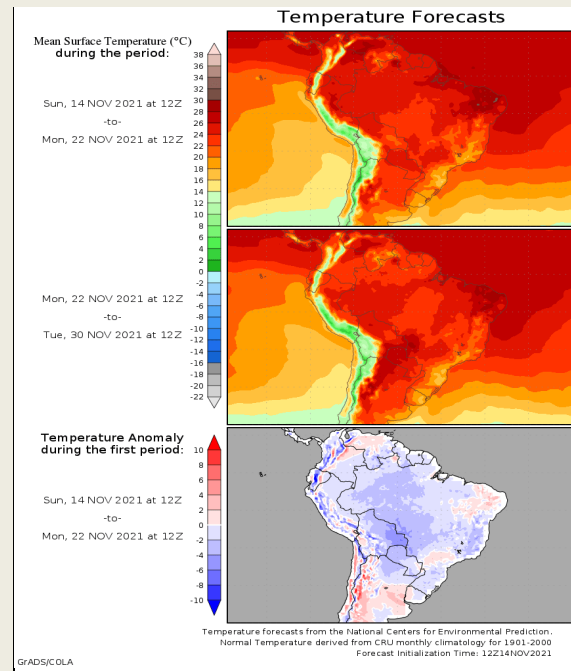 Temperature Forecasts
Mean Surface Temperature (°C)
during the period:
Sun, 14 NOV 2021 at 12Z
-to-
Mon, 22 NOV 2021 at 12Z
38
36
34
32
30
28
26
24
22
20
18
16
14
12
10
8
6
4
2
0
-2
-4
-6
-8
-10
-12
-14
-16
-18
-20
-22
Mon, 22 NOV 2021 at 12Z
-to-
Tue, 30 NOV 2021 at 12Z
Temperature Anomaly
during the first period:
Sun, 14 NOV 2021 at 12Z
-to-
Mon, 22 NOV 2021 at 12Z
10
8
6
4
2
0
-2
-4
-6
-8
-10
Temperature forecasts from the National Centers for Environmental Prediction.
Normal Temperature derived from CRU monthly climatology for 1901-2000
Forecast Initialization Time: 12Z14NOV2021
GrADS/COLA